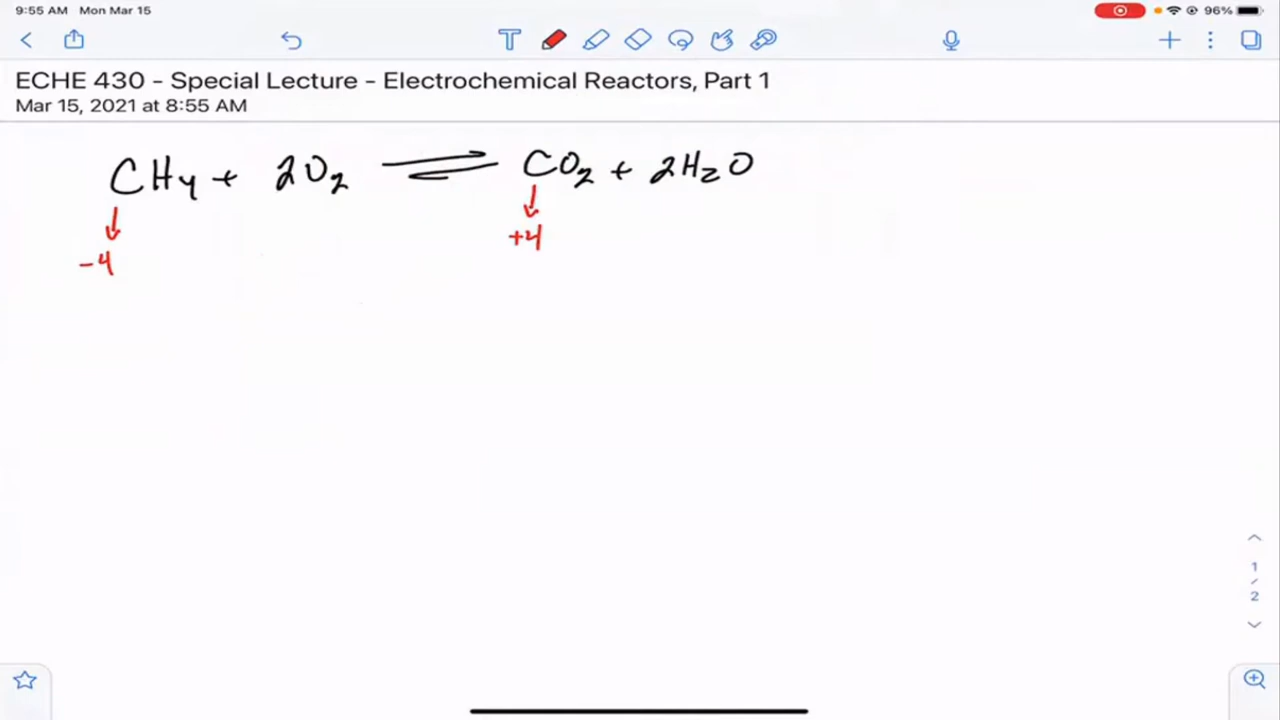 9:55 AM Mon Mar 15 96%
T
ECHE 430 - Special Lecture - Electrochemical Reactors, Part 1
Mar 15, 2021 at 8:55 AM
CH4 + 2O2 ⇌ CO2 + 2H2O
-4 +4
1
/
2